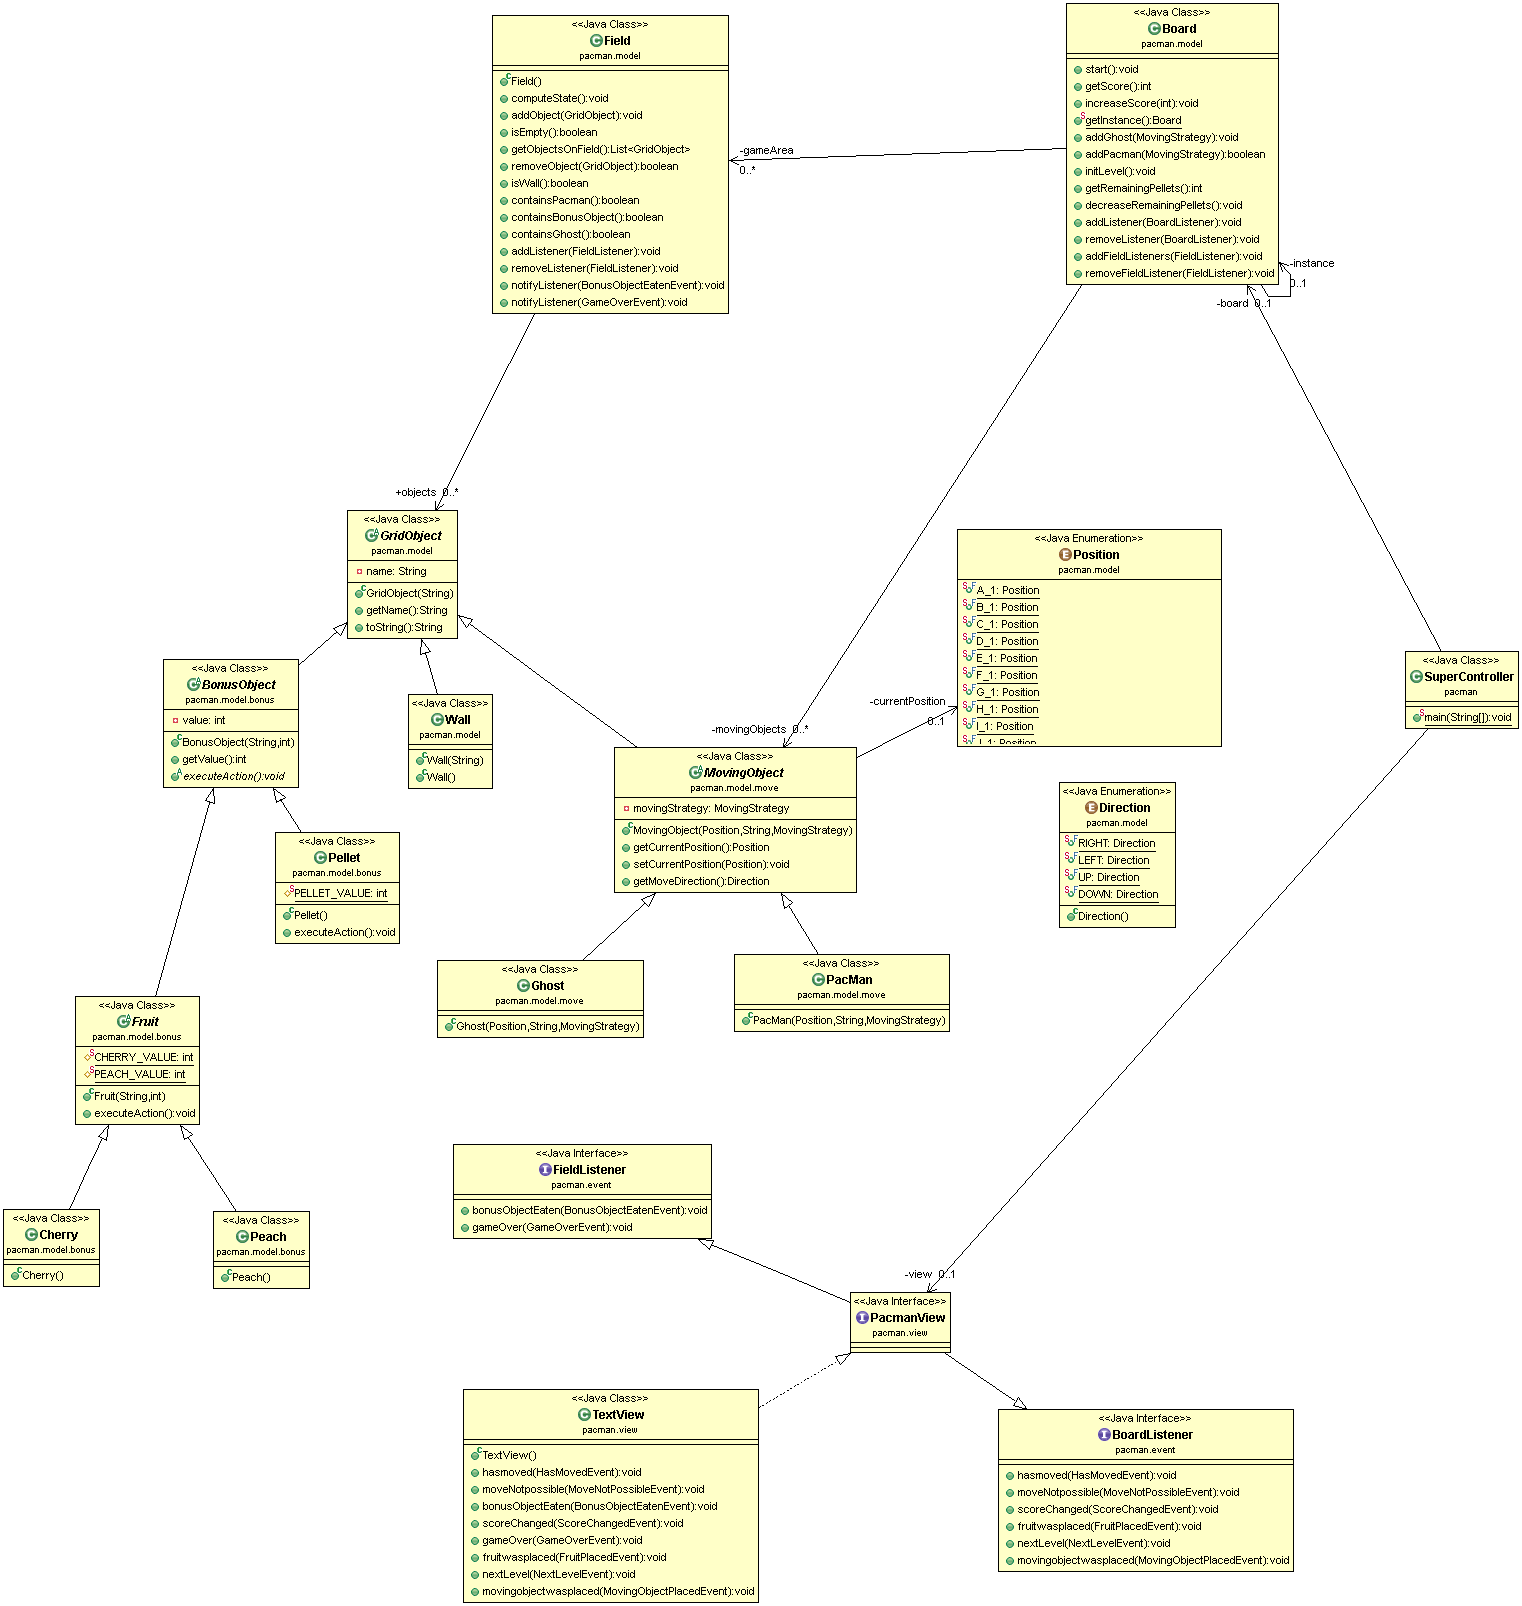 <<Java Class>>
Field
pacman.model
Field()
computeState():void
addObject(GridObject):void
isEmpty():boolean
getObjectsOnField():List<GridObject>
removeObject(GridObject):boolean
isWall():boolean
containsPacman():boolean
containsBonusObject():boolean
containsGhost():boolean
addListener(FieldListener):void
removeListener(FieldListener):void
notifyListener(BonusObjectEatenEvent):void
notifyListener(GameOverEvent):void
<<Java Class>>
Board
pacman.model
start():void
getScore():int
increaseScore(int):void
getInstance():Board
addGhost(MovingStrategy):void
addPacman(MovingStrategy):boolean
initLevel():void
getRemainingPellets():int
decreaseRemainingPellets():void
addListener(BoardListener):void
removeListener(BoardListener):void
addFieldListeners(FieldListener):void
removeFieldListener(FieldListener):void
-gameArea
0..*
-instance
0..1
-board 0..1
+objects 0..*
<<Java Class>>
GridObject
pacman.model
name: String
GridObject(String)
getName():String
toString():String
<<Java Enumeration>>
Position
pacman.model
A_1: Position
B_1: Position
C_1: Position
D_1: Position
E_1: Position
F_1: Position
G_1: Position
H_1: Position
I_1: Position
J_1: Position
<<Java Class>>
SuperController
pacman
main(String[]):void
<<Java Class>>
BonusObject
pacman.model.bonus
value: int
BonusObject(String,int)
getValue():int
executeAction():void
<<Java Class>>
Wall
pacman.model
Wall(String)
Wall()
-currentPosition
0..1
-movingObjects 0..*
<<Java Class>>
MovingObject
pacman.model.move
movingStrategy: MovingStrategy
MovingObject(Position,String,MovingStrategy)
getCurrentPosition():Position
setCurrentPosition(Position):void
getMoveDirection():Direction
<<Java Enumeration>>
Direction
pacman.model
RIGHT: Direction
LEFT: Direction
UP: Direction
DOWN: Direction
Direction()
<<Java Class>>
Pellet
pacman.model.bonus
PELLET_VALUE: int
Pellet()
executeAction():void
<<Java Class>>
Ghost
pacman.model.move
Ghost(Position,String,MovingStrategy)
<<Java Class>>
PacMan
pacman.model.move
PacMan(Position,String,MovingStrategy)
<<Java Class>>
Fruit
pacman.model.bonus
CHERRY_VALUE: int
PEACH_VALUE: int
Fruit(String,int)
executeAction():void
<<Java Class>>
Cherry
pacman.model.bonus
Cherry()
<<Java Class>>
Peach
pacman.model.bonus
Peach()
<<Java Interface>>
FieldListener
pacman.event
bonusObjectEaten(BonusObjectEatenEvent):void
gameOver(GameOverEvent):void
-view 0..1
<<Java Interface>>
PacmanView
pacman.view
<<Java Class>>
TextView
pacman.view
TextView()
hasmoved(HasMovedEvent):void
moveNotpossible(MoveNotPossibleEvent):void
bonusObjectEaten(BonusObjectEatenEvent):void
scoreChanged(ScoreChangedEvent):void
gameOver(GameOverEvent):void
fruitwasplaced(FruitPlacedEvent):void
nextLevel(NextLevelEvent):void
movingobjectwasplaced(MovingObjectPlacedEvent):void
<<Java Interface>>
BoardListener
pacman.event
hasmoved(HasMovedEvent):void
moveNotpossible(MoveNotPossibleEvent):void
scoreChanged(ScoreChangedEvent):void
fruitwasplaced(FruitPlacedEvent):void
nextLevel(NextLevelEvent):void
movingobjectwasplaced(MovingObjectPlacedEvent):void